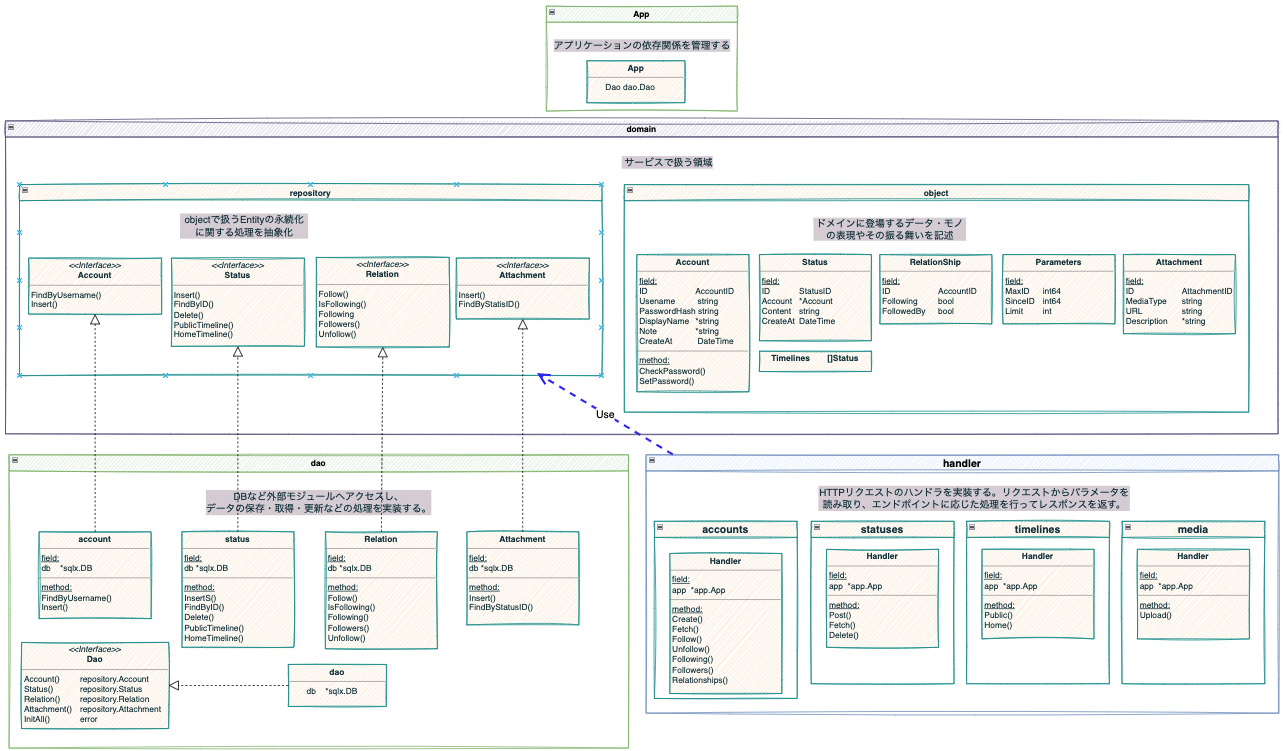 App
アプリケーションの依存関係を管理する
App
Dao dao.Dao
domain
サービスで扱う領域
repository
objectで扱うEntityの永続化
に関する処理を抽象化
<<Interface>>
Account
FindByUsername()
Insert()
<<Interface>>
Status
Insert()
FindByID()
Delete()
PublicTimeline()
HomeTimeline()
<<Interface>>
Relation
Follow()
IsFollowing()
Following
Followers()
Unfollow()
<<Interface>>
Attachment
Insert()
FindByStatisID()
object
ドメインに登場するデータ・モノ
の表現やその振る舞いを記述
Account
field:
ID AccountID
Usename string
PasswordHash string
DisplayName *string
Note *string
CreateAt DateTime
method:
CheckPassword()
SetPassword()
Status
field:
ID StatusID
Account *Account
Content string
CreateAt DateTime
Timelines []Status
RelationShip
field:
ID AccountID
Following bool
FollowedBy bool
Parameters
field:
MaxID int64
SinceID int64
Limit int
Attachment
field:
ID AttachmentID
MediaType string
URL string
Description *string
Use
dao
DBなど外部モジュールへアクセスし、
データの保存・取得・更新などの処理を実装する。
account
field:
db *sqlx.DB
method:
FindByUsername()
Insert()
status
field:
db *sqlx.DB
method:
InsertS()
FindByID()
Delete()
PublicTimeline()
HomeTimeline()
Relation
field:
db *sqlx.DB
method:
Follow()
IsFollowing()
Following()
Followers()
Unfollow()
Attachment
field:
db *sqlx.DB
method:
Insert()
FindByStatusID()
<<Interface>>
Dao
Account() repository.Account
Status() repository.Status
Relation() repository.Relation
Attachment() repository.Attachment
InitAll() error
dao
db *sqlx.DB
handler
HTTPリクエストのハンドラを実装する。リクエストからパラメータを
読み取り、エンドポイントに応じた処理を行ってレスポンスを返す。
accounts
Handler
field:
app *app.App
method:
Create()
Fetch()
Follow()
Unfollow()
Following()
Followers()
Relationships()
statuses
Handler
field:
app *app.App
method:
Post()
Fetch()
Delete()
timelines
Handler
field:
app *app.App
method:
Public()
Home()
media
Handler
field:
app *app.App
method:
Upload()